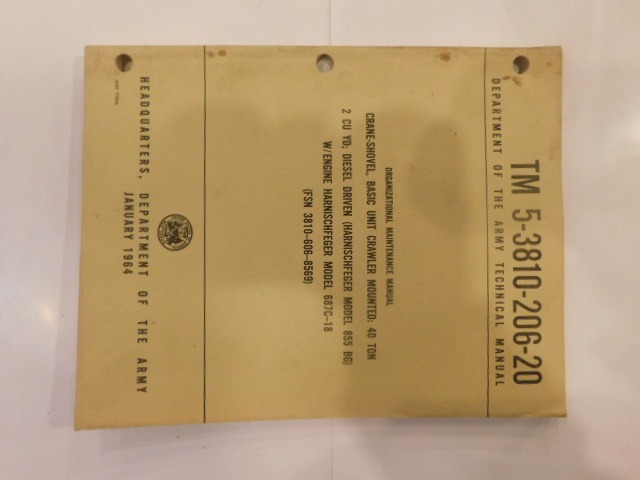 TM 5-3810-206-20
DEPARTMENT OF THE ARMY TECHNICAL MANUAL
ORGANIZATIONAL MAINTENANCE MANUAL
CRANE-SHOVEL, BASIC UNIT CRAWLER MOUNTED: 40 TON
2 CU YD; DIESEL DRIVEN (HARNISCHFEGER MODEL 855 BG)
W/ENGINE HARNISCHFEGER MODEL 687C-18
(FSN 3810-606-8569)
HEADQUARTERS, DEPARTMENT OF THE ARMY
JANUARY 1964